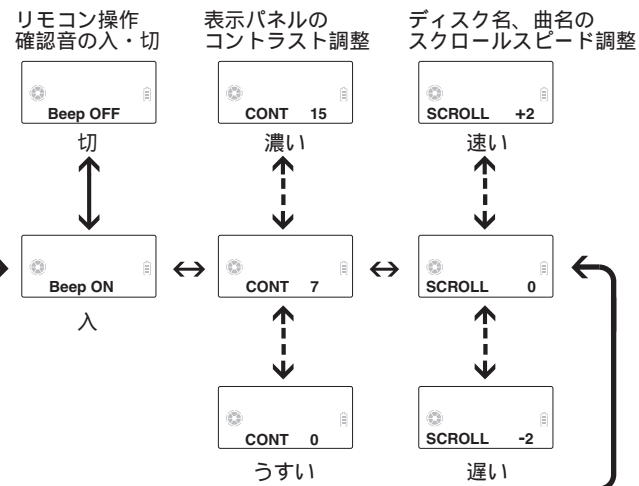 リモコン操作
確認音の入・切
表示パネルの
コントラスト調整
ディスク名、曲名の
スクロールスピード調整
Beep OFF
CONT 15
SCROLL +2
切
濃い
速い
Beep ON
CONT 7
SCROLL 0
入
CONT 0
SCROLL -2
うすい
遅い